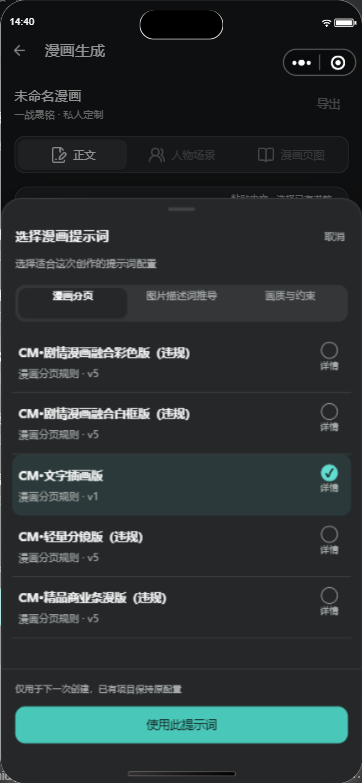 14:40
漫画生成
未命名漫画
一战晟铭 · 私人定制
导出
正文
人物场景
漫画页图
选择漫画提示词
取消
选择适合这次创作的提示词配置
漫画分页
图片描述词推导
画质与约束
CM·剧情漫画融合彩色版（违规）
漫画分页规则 · v5
详情
CM·剧情漫画融合白框版（违规）
漫画分页规则 · v5
详情
CM·文字插画版
漫画分页规则 · v1
详情
CM·轻量分镜版（违规）
漫画分页规则 · v5
详情
CM·精品商业条漫版（违规）
漫画分页规则 · v5
详情
仅用于下一次创建，已有项目保持原配置
使用此提示词